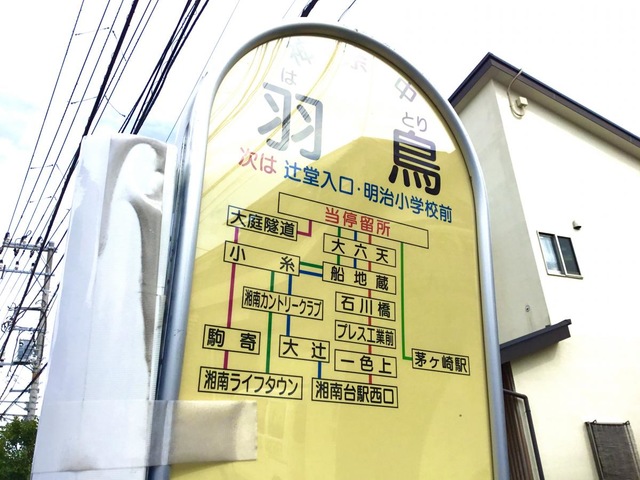 中
は とり
羽鳥
次は 辻堂入口・明治小学校前
当停留所
大庭隧道
大六天
小糸
船地蔵
湘南カントリークラブ
石川橋
駒寄
大辻
プレス工業前
一色上
茅ヶ崎駅
湘南ライフタウン
湘南台駅西口